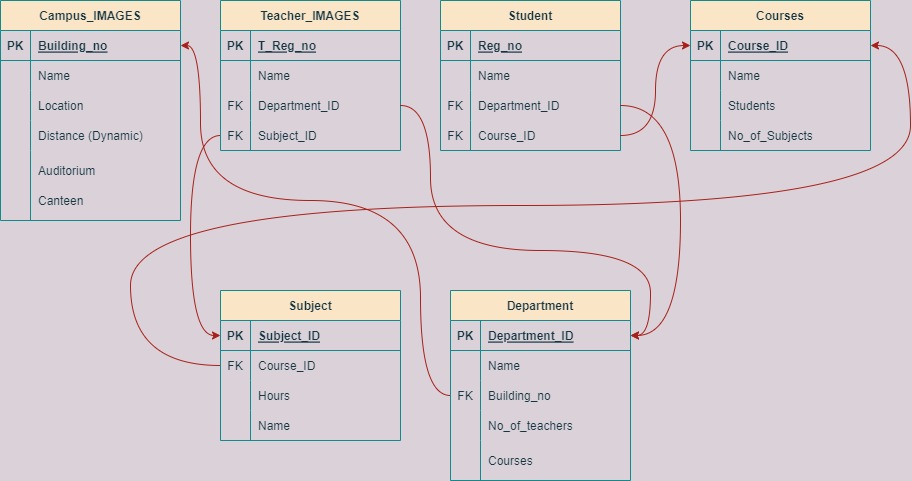 Campus_IMAGES
PK Building_no
Name
Location
Distance (Dynamic)
Auditorium
Canteen
Teacher_IMAGES
PK T_Reg_no
Name
FK Department_ID
FK Subject_ID
Student
PK Reg_no
Name
FK Department_ID
FK Course_ID
Courses
PK Course_ID
Name
Students
No_of_Subjects
Subject
PK Subject_ID
FK Course_ID
Hours
Name
Department
PK Department_ID
Name
FK Building_no
No_of_teachers
Courses